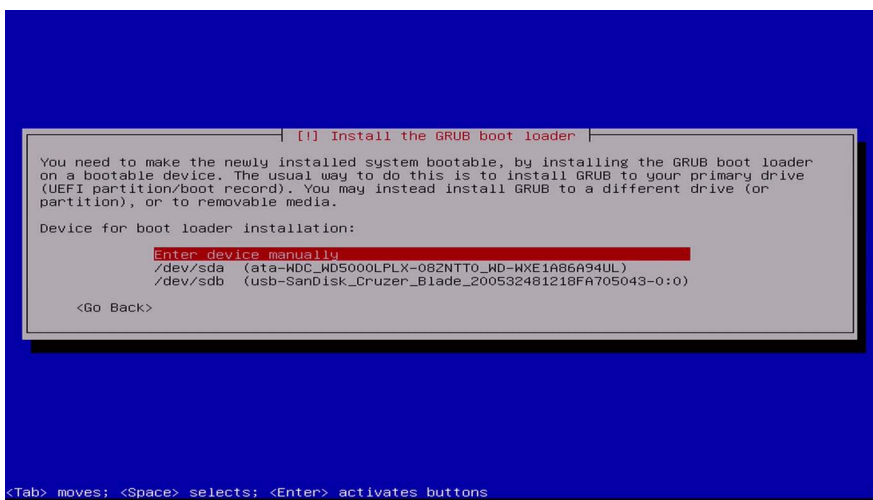 [!] Install the GRUB boot loader
You need to make the newly installed system bootable, by installing the GRUB boot loader
on a bootable device. The usual way to do this is to install GRUB to your primary drive
(UEFI partition/boot record). You may instead install GRUB to a different drive (or
partition), or to removable media.
Device for boot loader installation:
Enter device manually
/dev/sda (ata-WDC_WD5000LPLX-08ZNTT0_WD-WXE1A86A94UL)
/dev/sdb (usb-SanDisk_Cruzer_Blade_200532481218FA705043-0:0)
<Go Back>
<Tab> moves; <Space> selects; <Enter> activates buttons